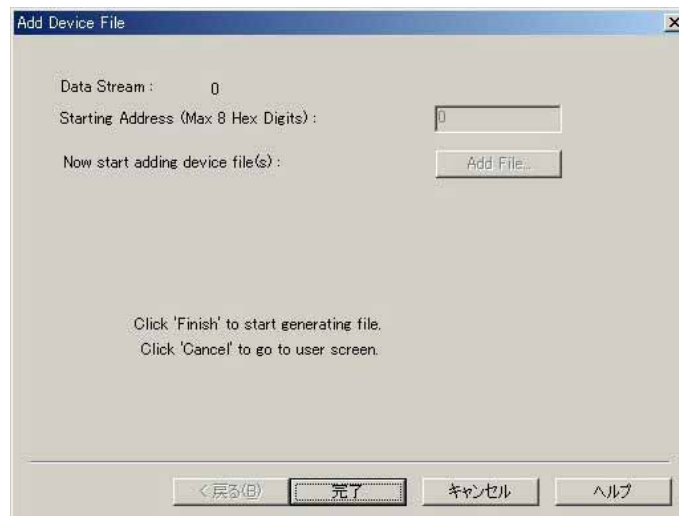 Add Device File
Data Stream : 0
Starting Address (Max 8 Hex Digits) : 0
Now start adding device file(s) : Add File...
Click 'Finish' to start generating file.
Click 'Cancel' to go to user screen.
<戻る(B) 完了 キャンセル ヘルプ